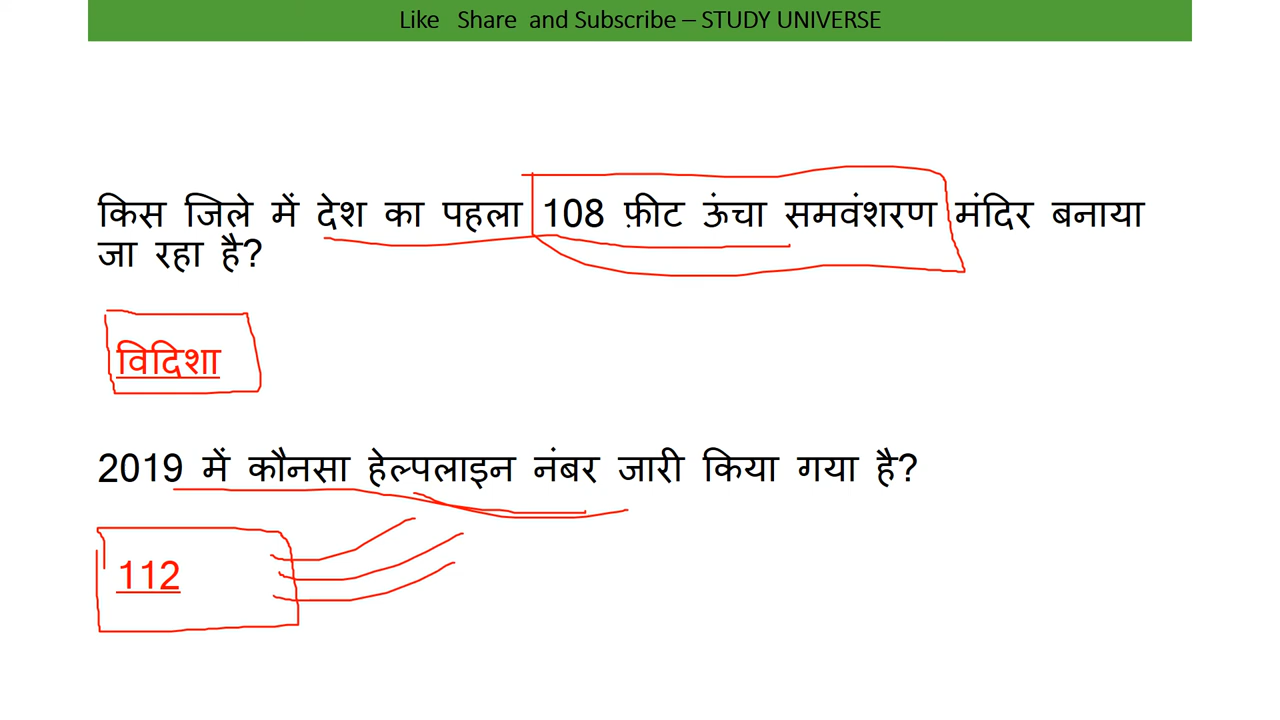 Like Share and Subscribe – STUDY UNIVERSE
किस जिले में देश का पहला 108 फ़ीट ऊंचा समवंशरण मंदिर बनाया
जा रहा है?
विदिशा
2019 में कौनसा हेल्पलाइन नंबर जारी किया गया है?
112